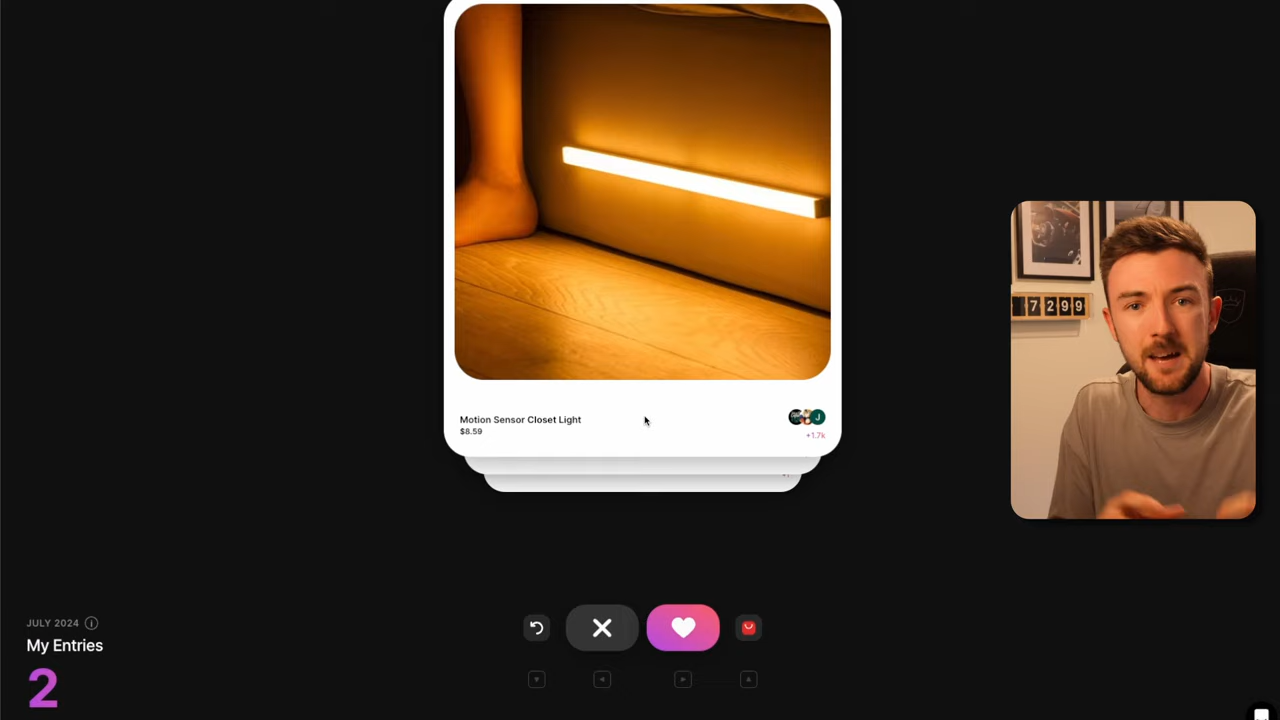 Motion Sensor Closet Light
$8.59
J
+1.7k
7299
JULY 2024
My Entries
2